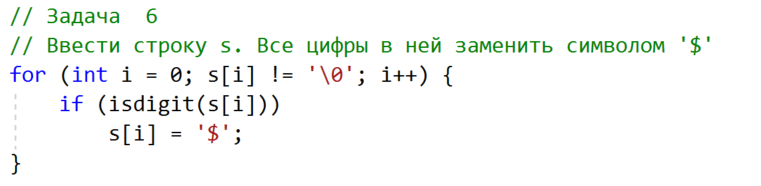 // Задача  6
// Ввести строку s. Все цифры в ней заменить символом '$'
for (int i = 0; s[i] != '\0'; i++) {
    if (isdigit(s[i]))
        s[i] = '$';
}